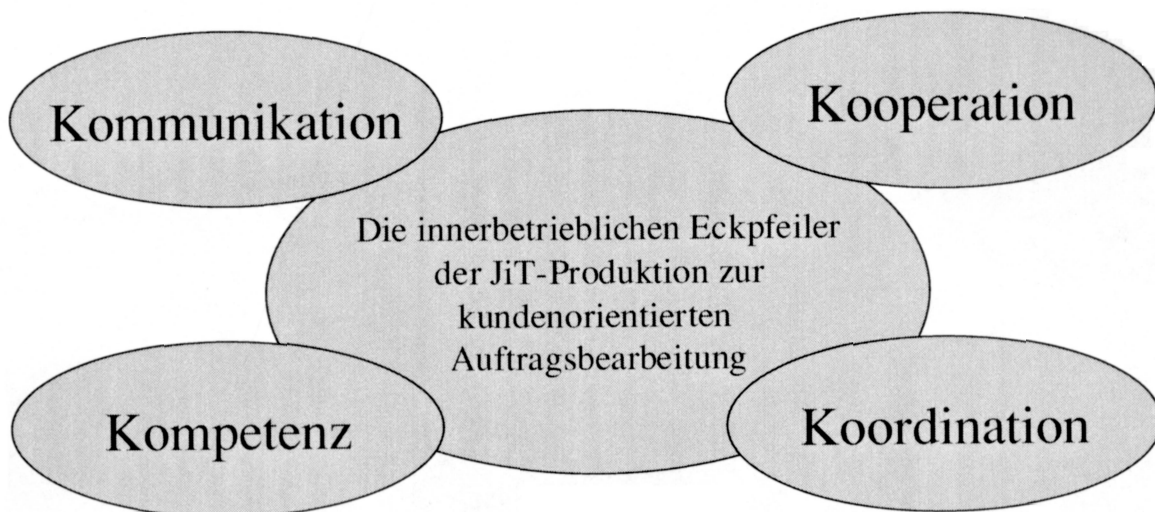 Kommunikation
Kooperation
Die innerbetrieblichen Eckpfeiler
der JiT-Produktion zur
kundenorientierten
Auftragsbearbeitung
Kompetenz
Koordination